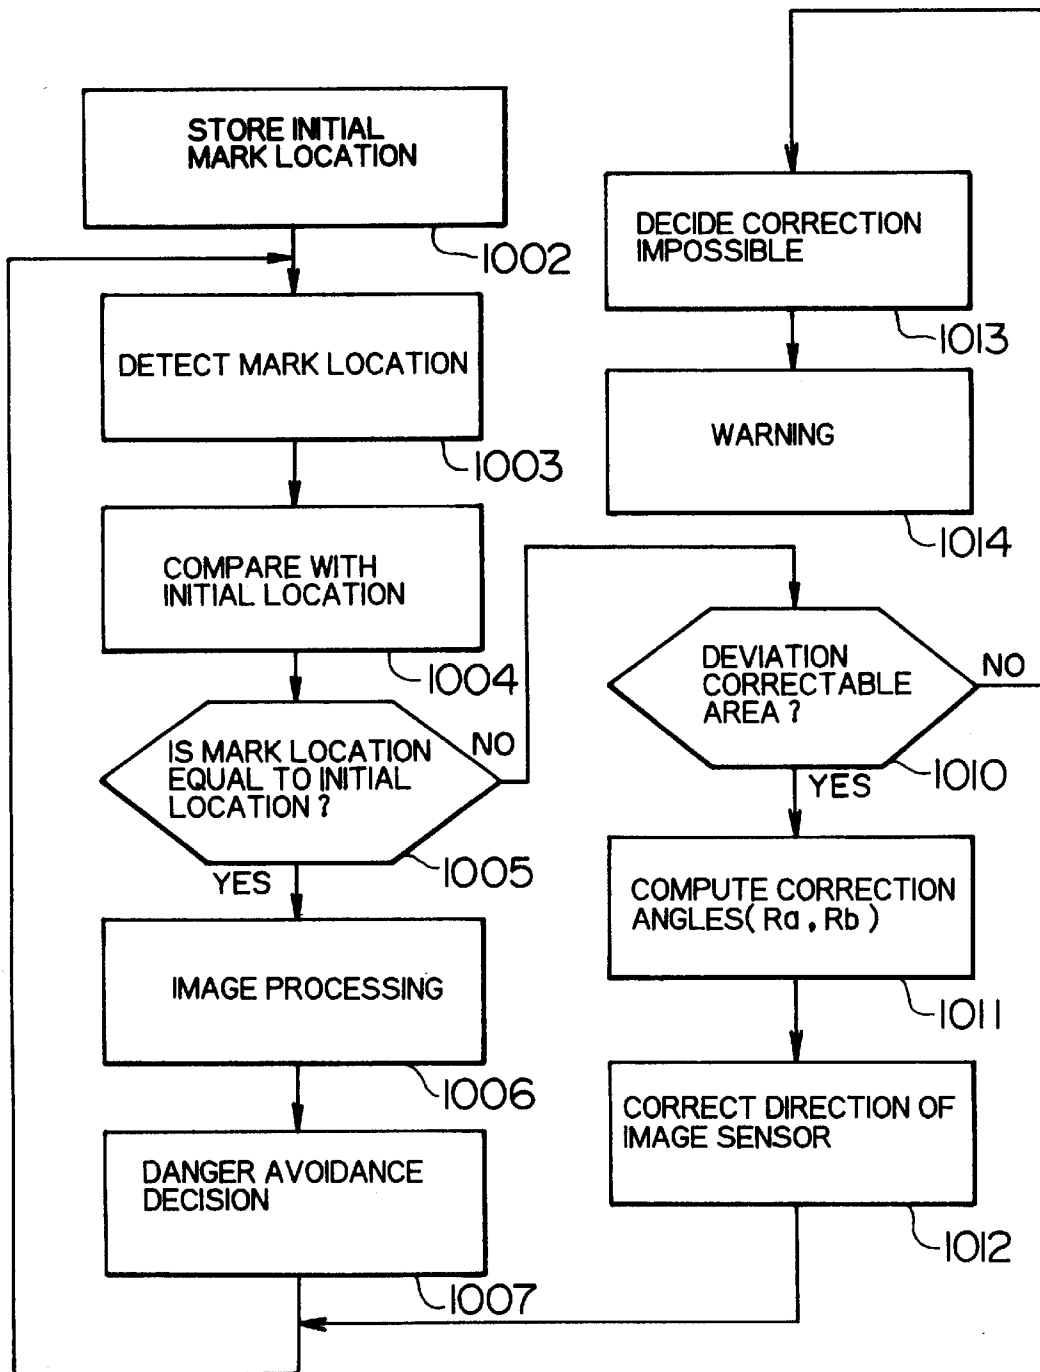 STORE INITIAL
MARK LOCATION
1002
DETECT MARK LOCATION
1003
COMPARE WITH
INITIAL LOCATION
1004
IS MARK LOCATION
EQUAL TO INITIAL
LOCATION ?
NO
YES
1005
IMAGE PROCESSING
1006
DANGER AVOIDANCE
DECISION
1007
DECIDE CORRECTION
IMPOSSIBLE
1013
WARNING
1014
DEVIATION
CORRECTABLE
AREA ?
NO
YES
1010
COMPUTE CORRECTION
ANGLES( Ra , Rb )
1011
CORRECT DIRECTION OF
IMAGE SENSOR
1012